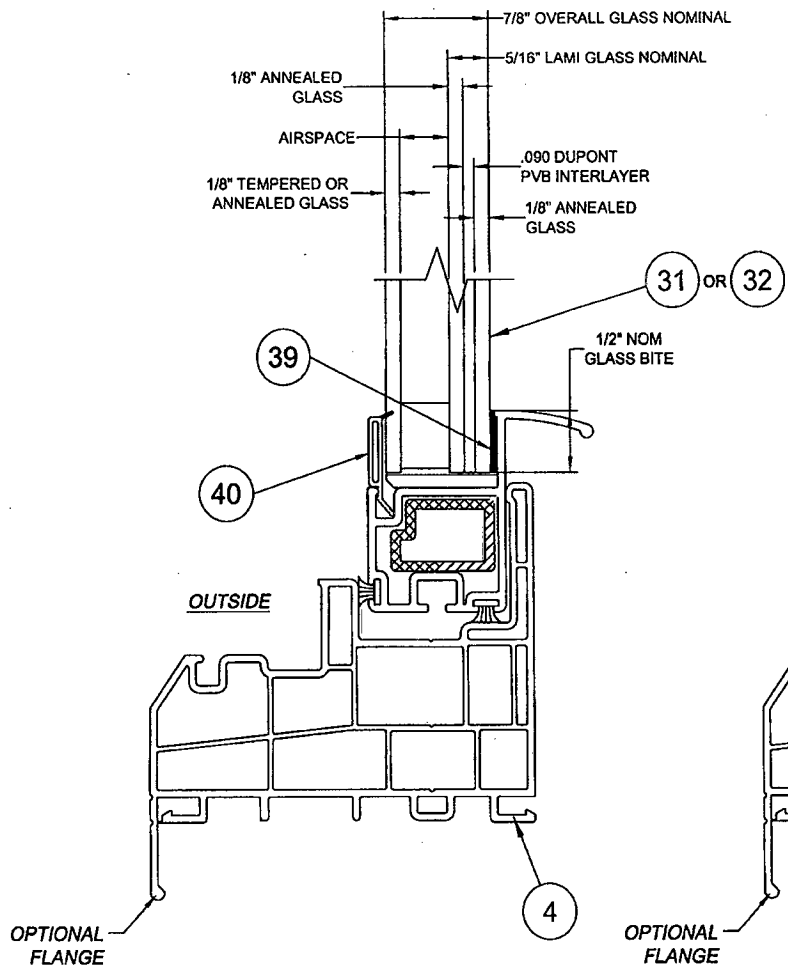 7/8" OVERALL GLASS NOMINAL
5/16" LAMI GLASS NOMINAL
1/8" ANNEALED
GLASS
AIRSPACE
.090 DUPONT
PVB INTERLAYER
1/8" TEMPERED OR
ANNEALED GLASS
1/8" ANNEALED
GLASS
31 OR 32
1/2" NOM
GLASS BITE
39
40
OUTSIDE
4
OPTIONAL
FLANGE
OPTIONAL
FLANGE